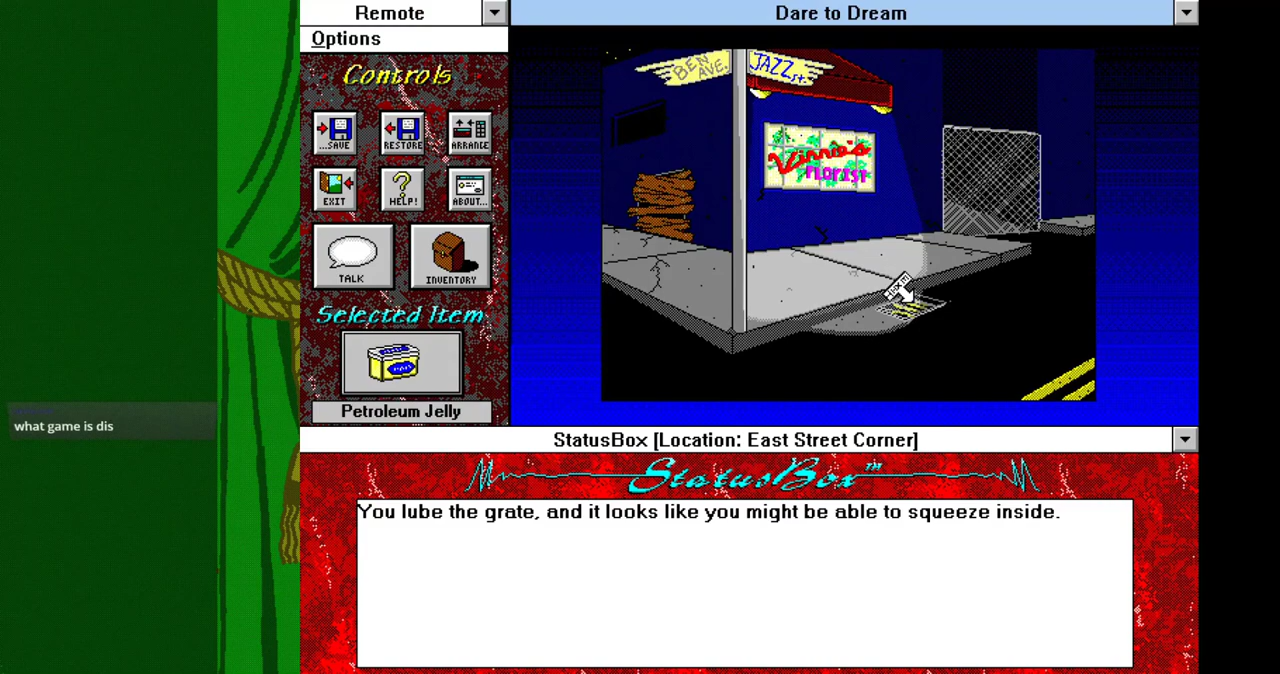 Remote
Dare to Dream
Options
Controls
...SAVE
RESTORE
ARRANGE
EXIT
HELP!
ABOUT...
TALK
INVENTORY
Selected Item
Petroleum Jelly
BEN AVE.
JAZZ St.
Vinnie's
FLORIST
what game is dis
StatusBox [Location: East Street Corner]
StatusBox™
You lube the grate, and it looks like you might be able to squeeze inside.